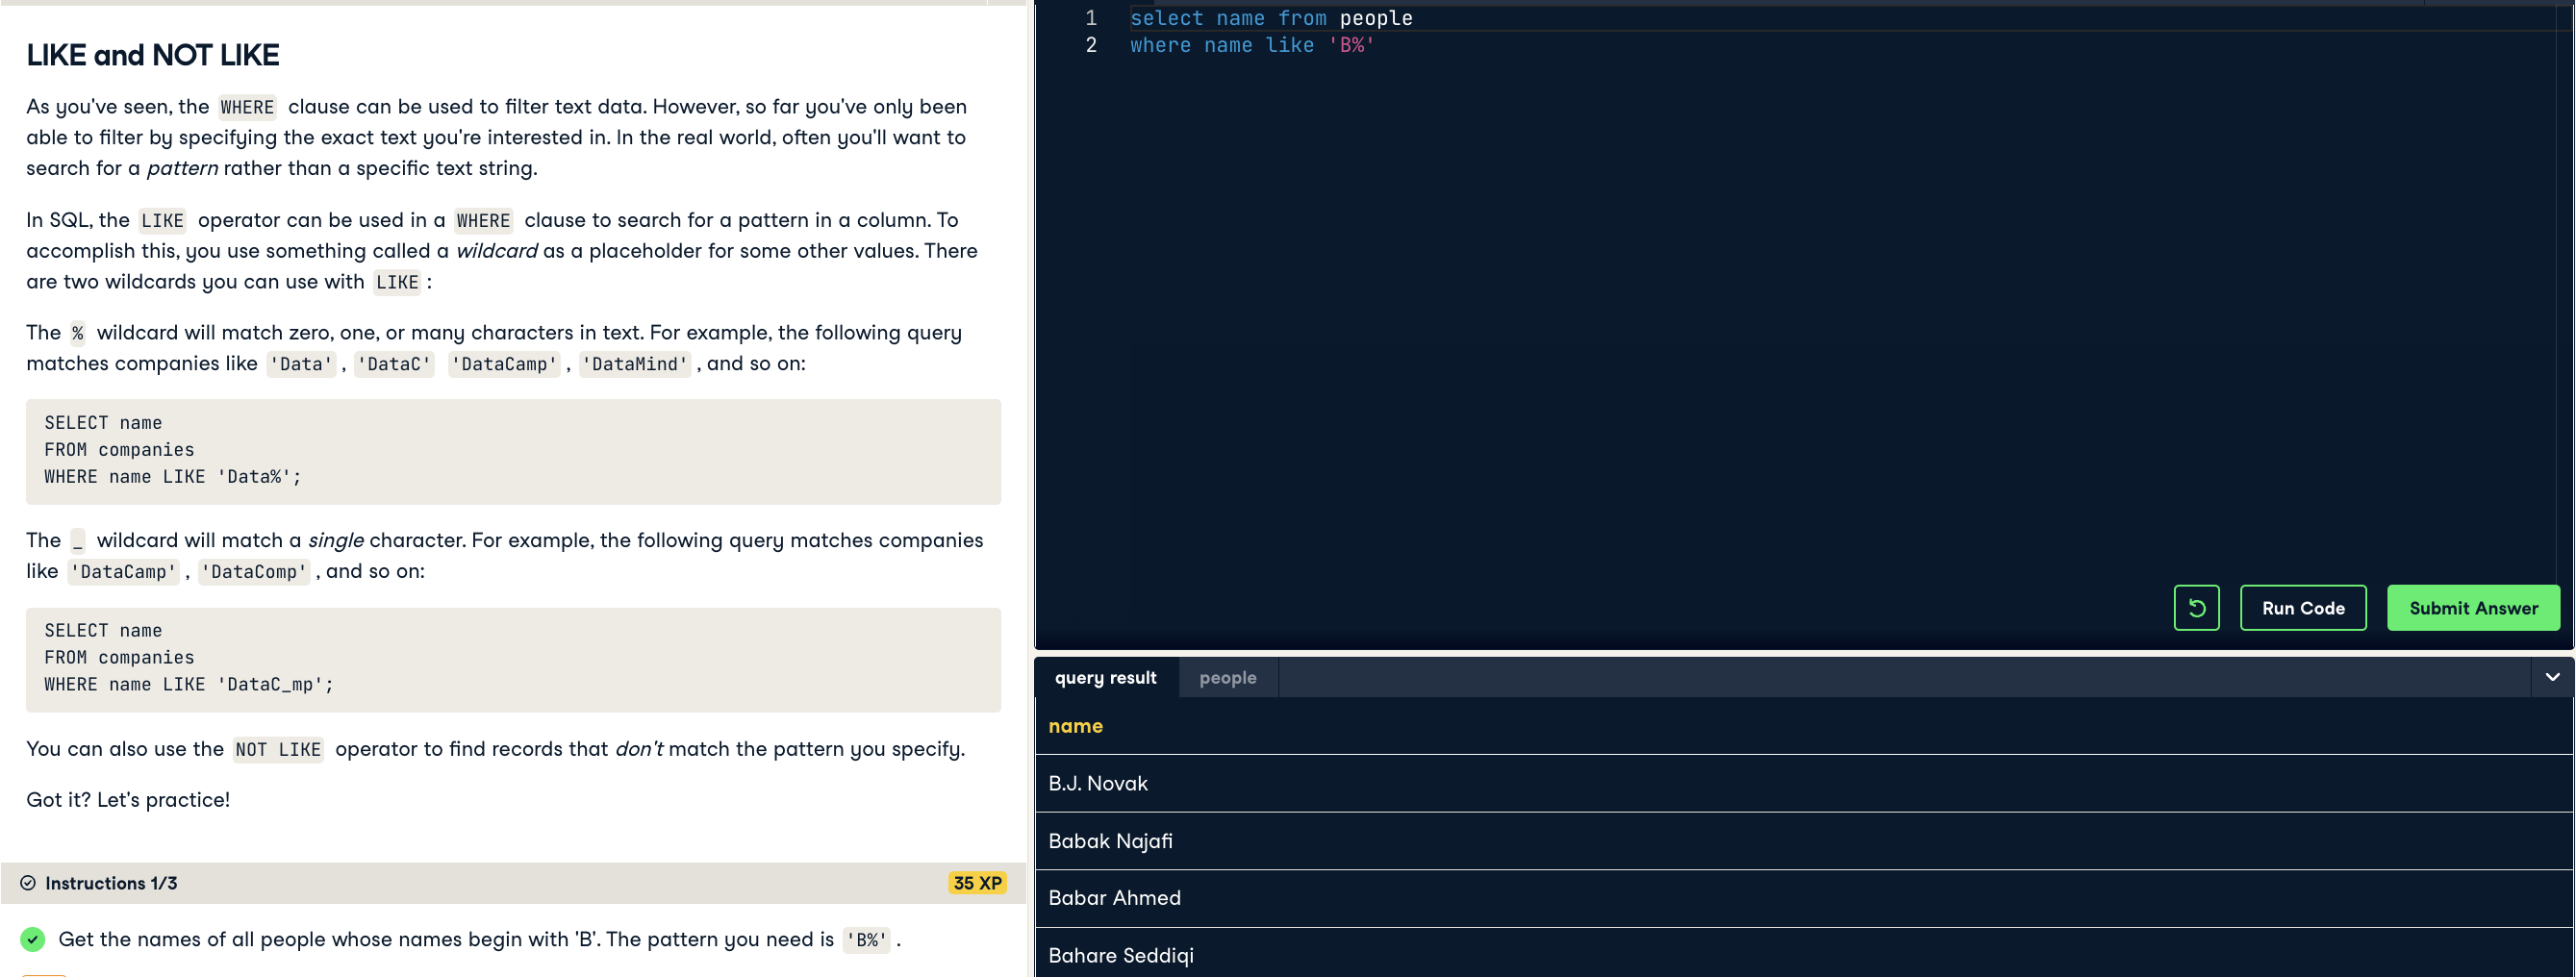 LIKE and NOT LIKE
As you've seen, the WHERE clause can be used to filter text data. However, so far you've only been
able to filter by specifying the exact text you're interested in. In the real world, often you'll want to
search for a pattern rather than a specific text string.
In SQL, the LIKE operator can be used in a WHERE clause to search for a pattern in a column. To
accomplish this, you use something called a wildcard as a placeholder for some other values. There
are two wildcards you can use with LIKE :
The % wildcard will match zero, one, or many characters in text. For example, the following query
matches companies like 'Data' , 'DataC' 'DataCamp' , 'DataMind' , and so on:
SELECT name
FROM companies
WHERE name LIKE 'Data%';
The _ wildcard will match a single character. For example, the following query matches companies
like 'DataCamp' , 'DataComp' , and so on:
SELECT name
FROM companies
WHERE name LIKE 'DataC_mp';
You can also use the NOT LIKE operator to find records that don't match the pattern you specify.
Got it? Let's practice!
Instructions 1/3
35 XP
Get the names of all people whose names begin with 'B'. The pattern you need is 'B%' .
1 select name from people
2 where name like 'B%'
Run Code
Submit Answer
query result
people
name
B.J. Novak
Babak Najafi
Babar Ahmed
Bahare Seddiqi